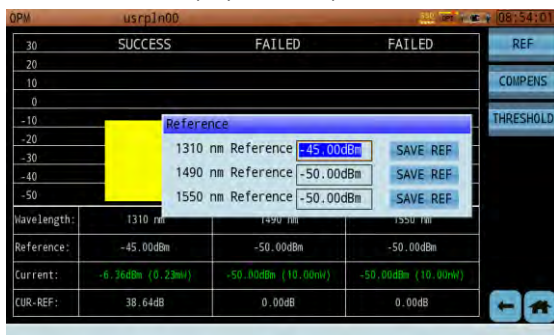 OPM usrpln00 08:54:01
30 SUCCESS FAILED FAILED REF
20
10 COMPENS
0
-10 THRESHOLD
Reference
-20
1310 nm Reference -45.00dBm SAVE REF
-30
1490 nm Reference -50.00dBm SAVE REF
-40
1550 nm Reference -50.00dBm SAVE REF
-50
Wavelength: 1310 nm 1490 nm 1550 nm
Reference: -45.00dBm -50.00dBm -50.00dBm
Current: -6.36dBm (0.23mW) -50.00dBm (10.00nW) -50.00dBm (10.00nW)
CUR-REF: 38.64dB 0.00dB 0.00dB